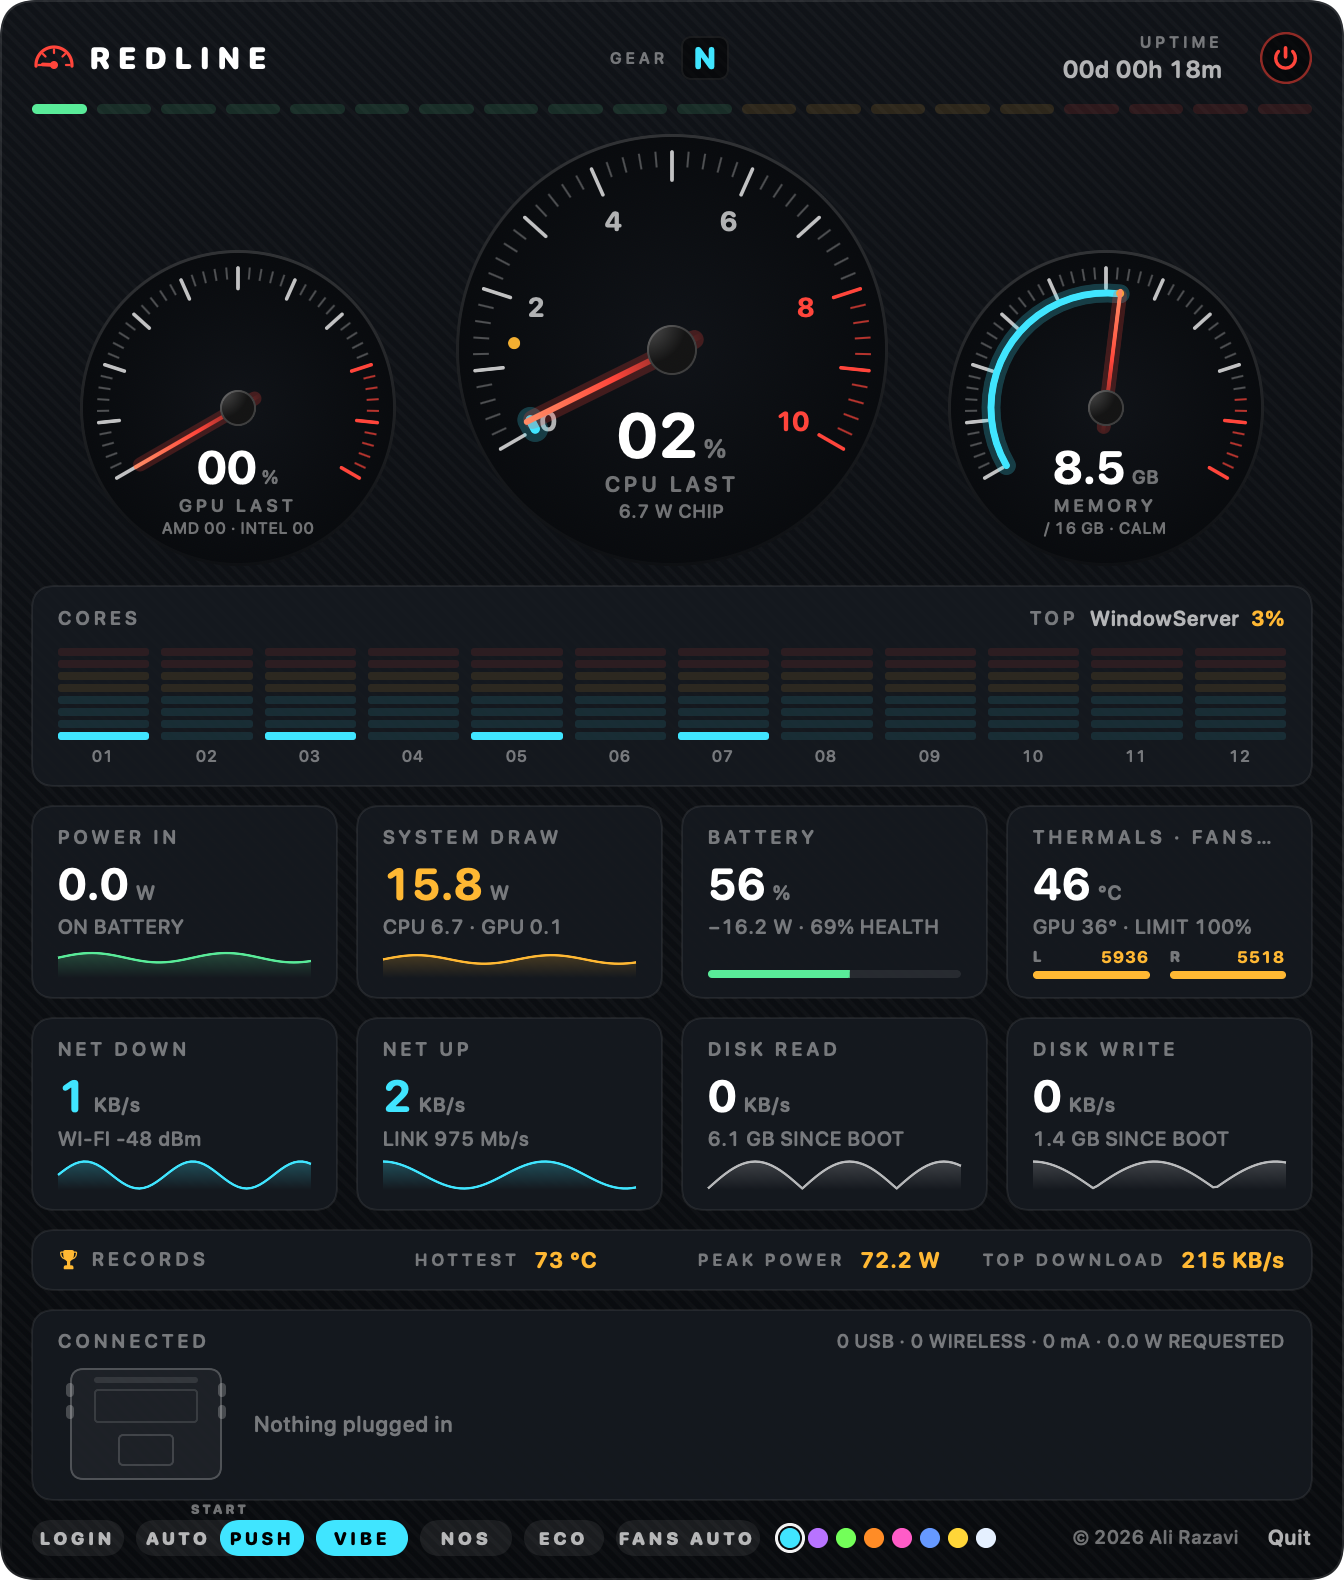 REDLINE
GEAR N
UPTIME
00d 00h 18m
4 6
2 8
0 10
02 %
CPU LAST
6.7 W CHIP
00 %
GPU LAST
AMD 00 · INTEL 00
8.5 GB
MEMORY
/ 16 GB · CALM
CORES
TOP WindowServer 3%
01 02 03 04 05 06 07 08 09 10 11 12
POWER IN
0.0 W
ON BATTERY
SYSTEM DRAW
15.8 W
CPU 6.7 · GPU 0.1
BATTERY
56 %
−16.2 W · 69% HEALTH
THERMALS · FANS…
46 °C
GPU 36° · LIMIT 100%
L 5936 R 5518
NET DOWN
1 KB/s
WI-FI -48 dBm
NET UP
2 KB/s
LINK 975 Mb/s
DISK READ
0 KB/s
6.1 GB SINCE BOOT
DISK WRITE
0 KB/s
1.4 GB SINCE BOOT
RECORDS
HOTTEST 73 °C
PEAK POWER 72.2 W
TOP DOWNLOAD 215 KB/s
CONNECTED
0 USB · 0 WIRELESS · 0 mA · 0.0 W REQUESTED
Nothing plugged in
START
LOGIN AUTO PUSH VIBE NOS ECO FANS AUTO
© 2026 Ali Razavi
Quit